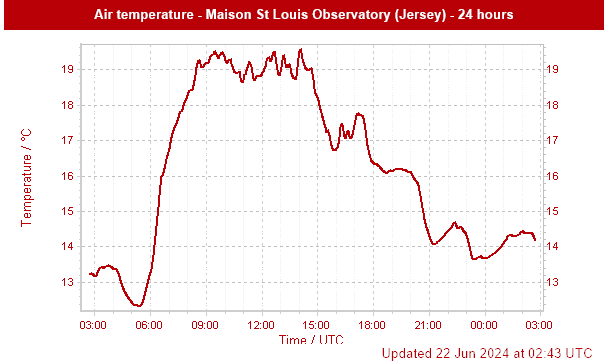 Air temperature - Maison St Louis Observatory (Jersey) - 24 hours
Temperature / °C
19 19
18 18
17 17
16 16
15 15
14 14
13 13
03:00 06:00 09:00 12:00 15:00 18:00 21:00 00:00 03:00
Time / UTC
Updated 22 Jun 2024 at 02:43 UTC